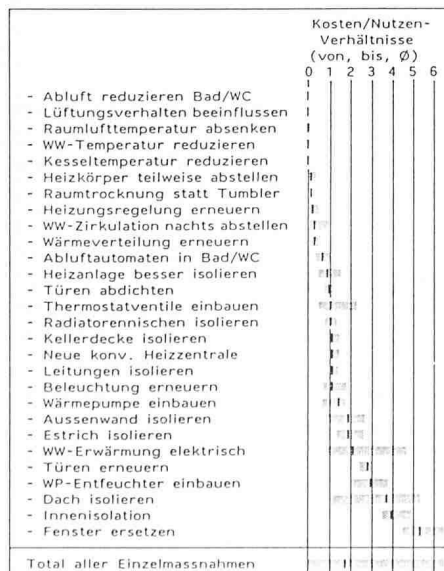 Kosten/Nutzen-
Verhältnisse
(von, bis, Ø)
0 1 2 3 4 5 6
- Abluft reduzieren Bad/WC
- Lüftungsverhalten beeinflussen
- Raumlufttemperatur absenken
- WW-Temperatur reduzieren
- Kesseltemperatur reduzieren
- Heizkörper teilweise abstellen
- Raumtrocknung statt Tumbler
- Heizungsregelung erneuern
- WW-Zirkulation nachts abstellen
- Wärmeverteilung erneuern
- Abluftautomaten in Bad/WC
- Heizanlage besser isolieren
- Türen abdichten
- Thermostatventile einbauen
- Radiatorennischen isolieren
- Kellerdecke isolieren
- Neue konv. Heizzentrale
- Leitungen isolieren
- Beleuchtung erneuern
- Wärmepumpe einbauen
- Aussenwand isolieren
- Estrich isolieren
- WW-Erwärmung elektrisch
- Türen erneuern
- WP-Entfeuchter einbauen
- Dach isolieren
- Innenisolation
- Fenster ersetzen
Total aller Einzelmassnahmen